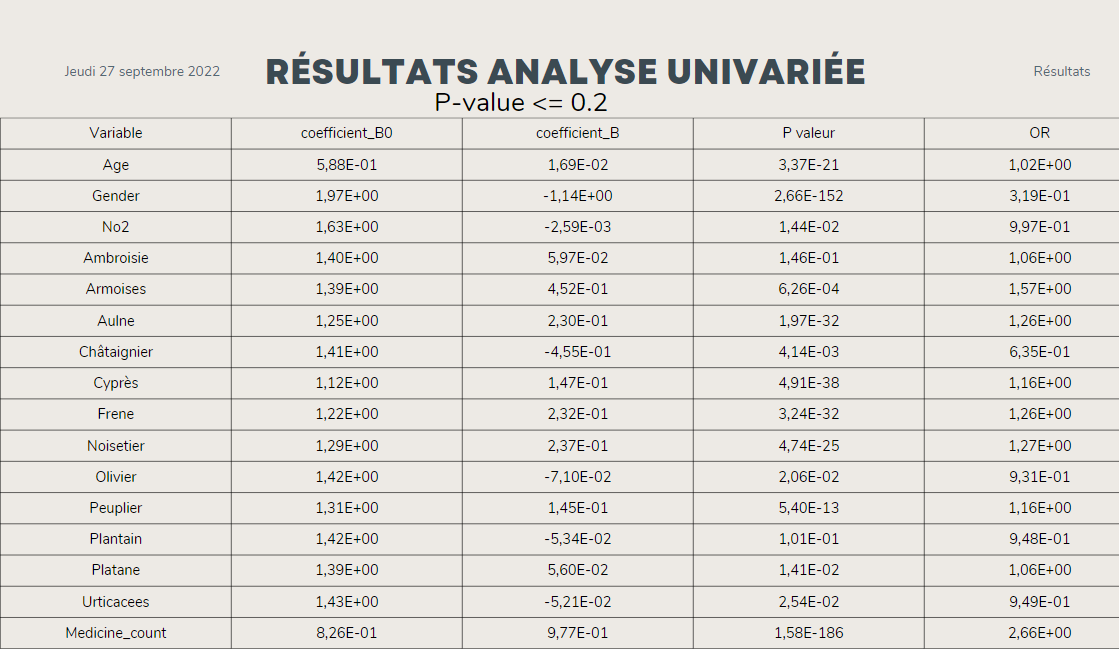 Jeudi 27 septembre 2022
RÉSULTATS ANALYSE UNIVARIÉE
Résultats
P-value <= 0.2
Variable coefficient_B0 coefficient_B P valeur OR
Age 5,88E-01 1,69E-02 3,37E-21 1,02E+00
Gender 1,97E+00 -1,14E+00 2,66E-152 3,19E-01
No2 1,63E+00 -2,59E-03 1,44E-02 9,97E-01
Ambroisie 1,40E+00 5,97E-02 1,46E-01 1,06E+00
Armoises 1,39E+00 4,52E-01 6,26E-04 1,57E+00
Aulne 1,25E+00 2,30E-01 1,97E-32 1,26E+00
Châtaignier 1,41E+00 -4,55E-01 4,14E-03 6,35E-01
Cyprès 1,12E+00 1,47E-01 4,91E-38 1,16E+00
Frene 1,22E+00 2,32E-01 3,24E-32 1,26E+00
Noisetier 1,29E+00 2,37E-01 4,74E-25 1,27E+00
Olivier 1,42E+00 -7,10E-02 2,06E-02 9,31E-01
Peuplier 1,31E+00 1,45E-01 5,40E-13 1,16E+00
Plantain 1,42E+00 -5,34E-02 1,01E-01 9,48E-01
Platane 1,39E+00 5,60E-02 1,41E-02 1,06E+00
Urticacees 1,43E+00 -5,21E-02 2,54E-02 9,49E-01
Medicine_count 8,26E-01 9,77E-01 1,58E-186 2,66E+00